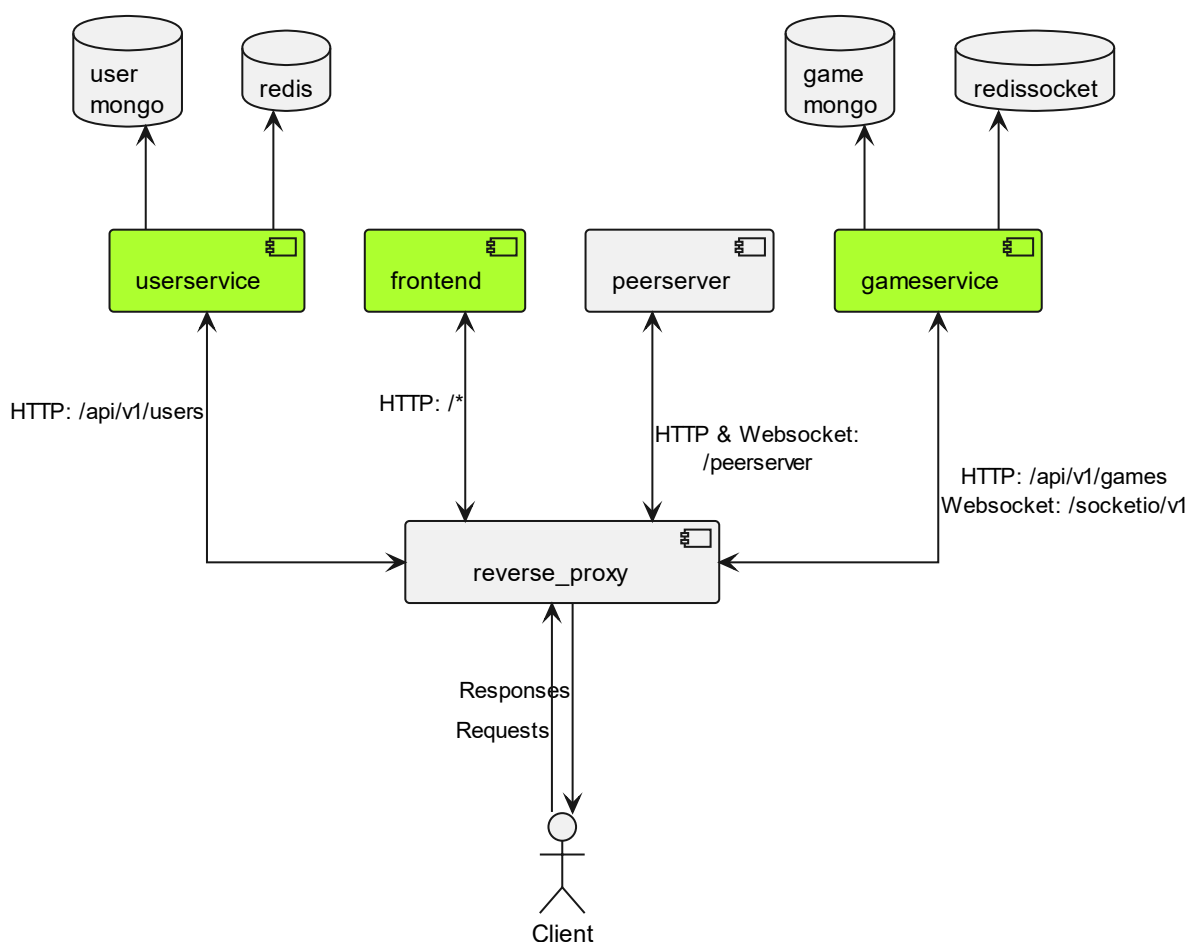 user
mongo
redis
game
mongo
redissocket
userservice
frontend
peerserver
gameservice
HTTP: /api/v1/users
HTTP: /*
HTTP & Websocket:
/peerserver
HTTP: /api/v1/games
Websocket: /socketio/v1
reverse_proxy
Responses
Requests
Client